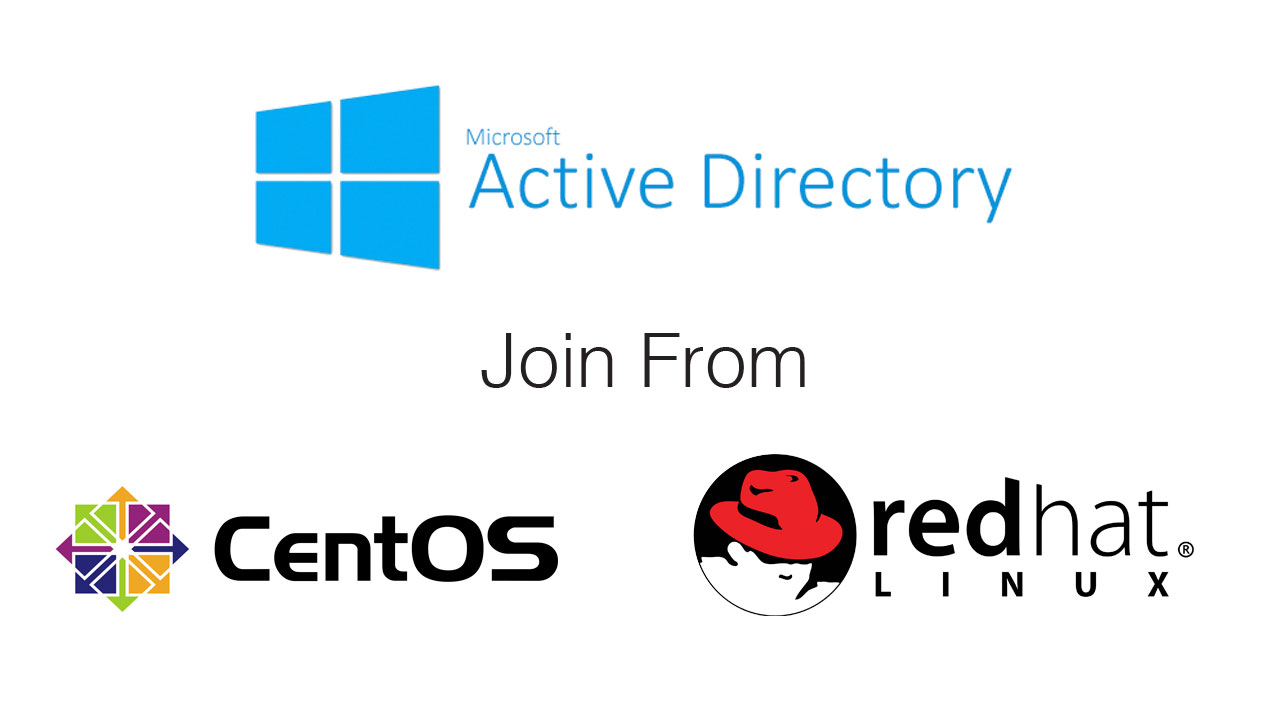 Microsoft
Active Directory
Join From
CentOS
redhat®
LINUX